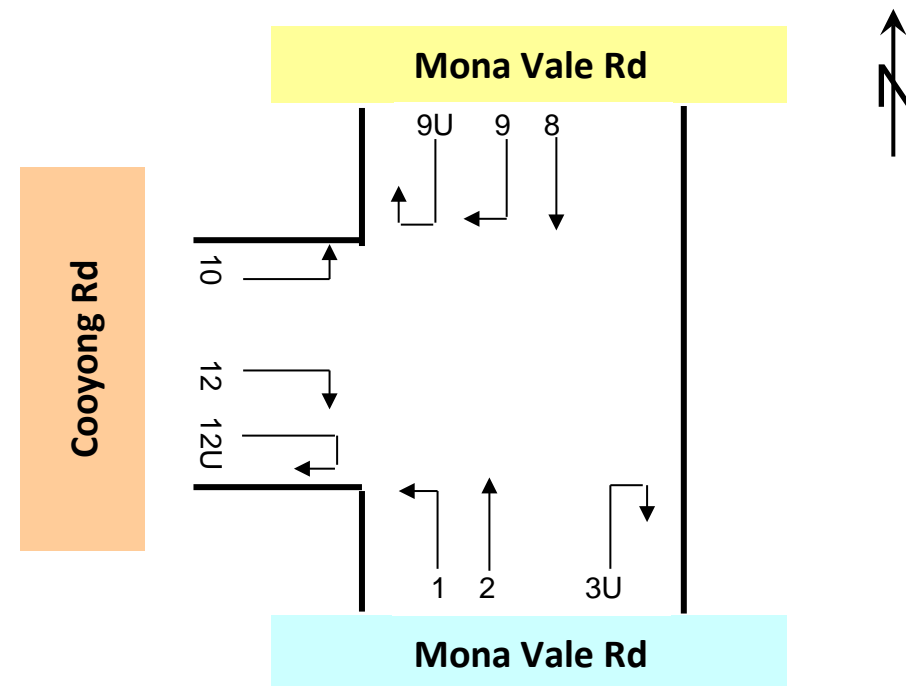 Mona Vale Rd
N
9U 9 8
Cooyong Rd
10
12
12U
1 2 3U
Mona Vale Rd